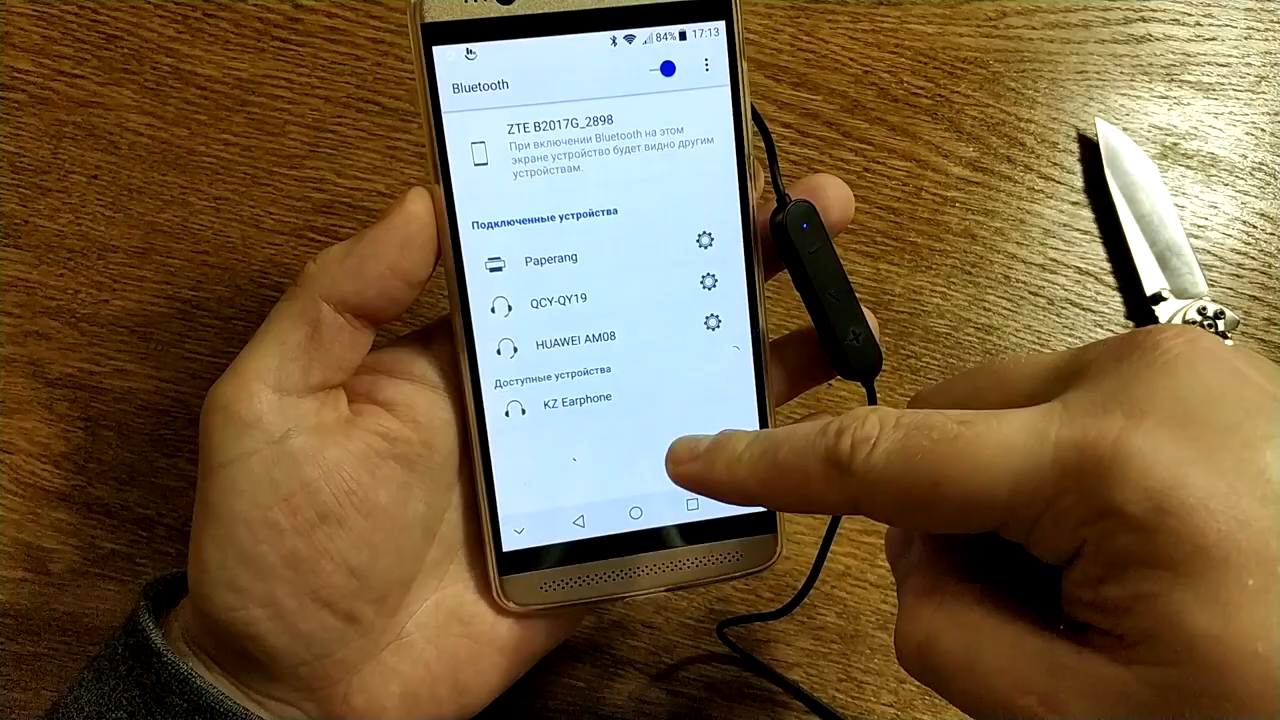 84% 17:13
Bluetooth
ZTE B2017G_2898
При включении Bluetooth на этом
экране устройство будет видно другим
устройствам.
Подключенные устройства
Paperang
QCY-QY19
HUAWEI AM08
Доступные устройства
KZ Earphone